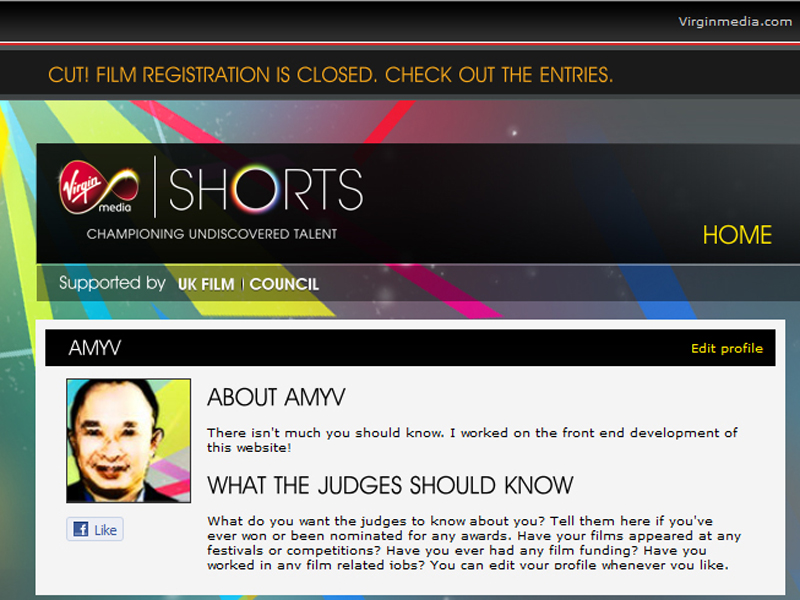 Virginmedia.com
CUT! FILM REGISTRATION IS CLOSED. CHECK OUT THE ENTRIES.
Virgin media SHORTS
CHAMPIONING UNDISCOVERED TALENT
HOME
Supported by UK FILM COUNCIL
AMYV
Edit profile
ABOUT AMYV
There isn't much you should know. I worked on the front end development of
this website!
WHAT THE JUDGES SHOULD KNOW
Like
What do you want the judges to know about you? Tell them here if you've
ever won or been nominated for any awards. Have your films appeared at any
festivals or competitions? Have you ever had any film funding? Have you
worked in any film related jobs? You can edit your profile whenever you like.